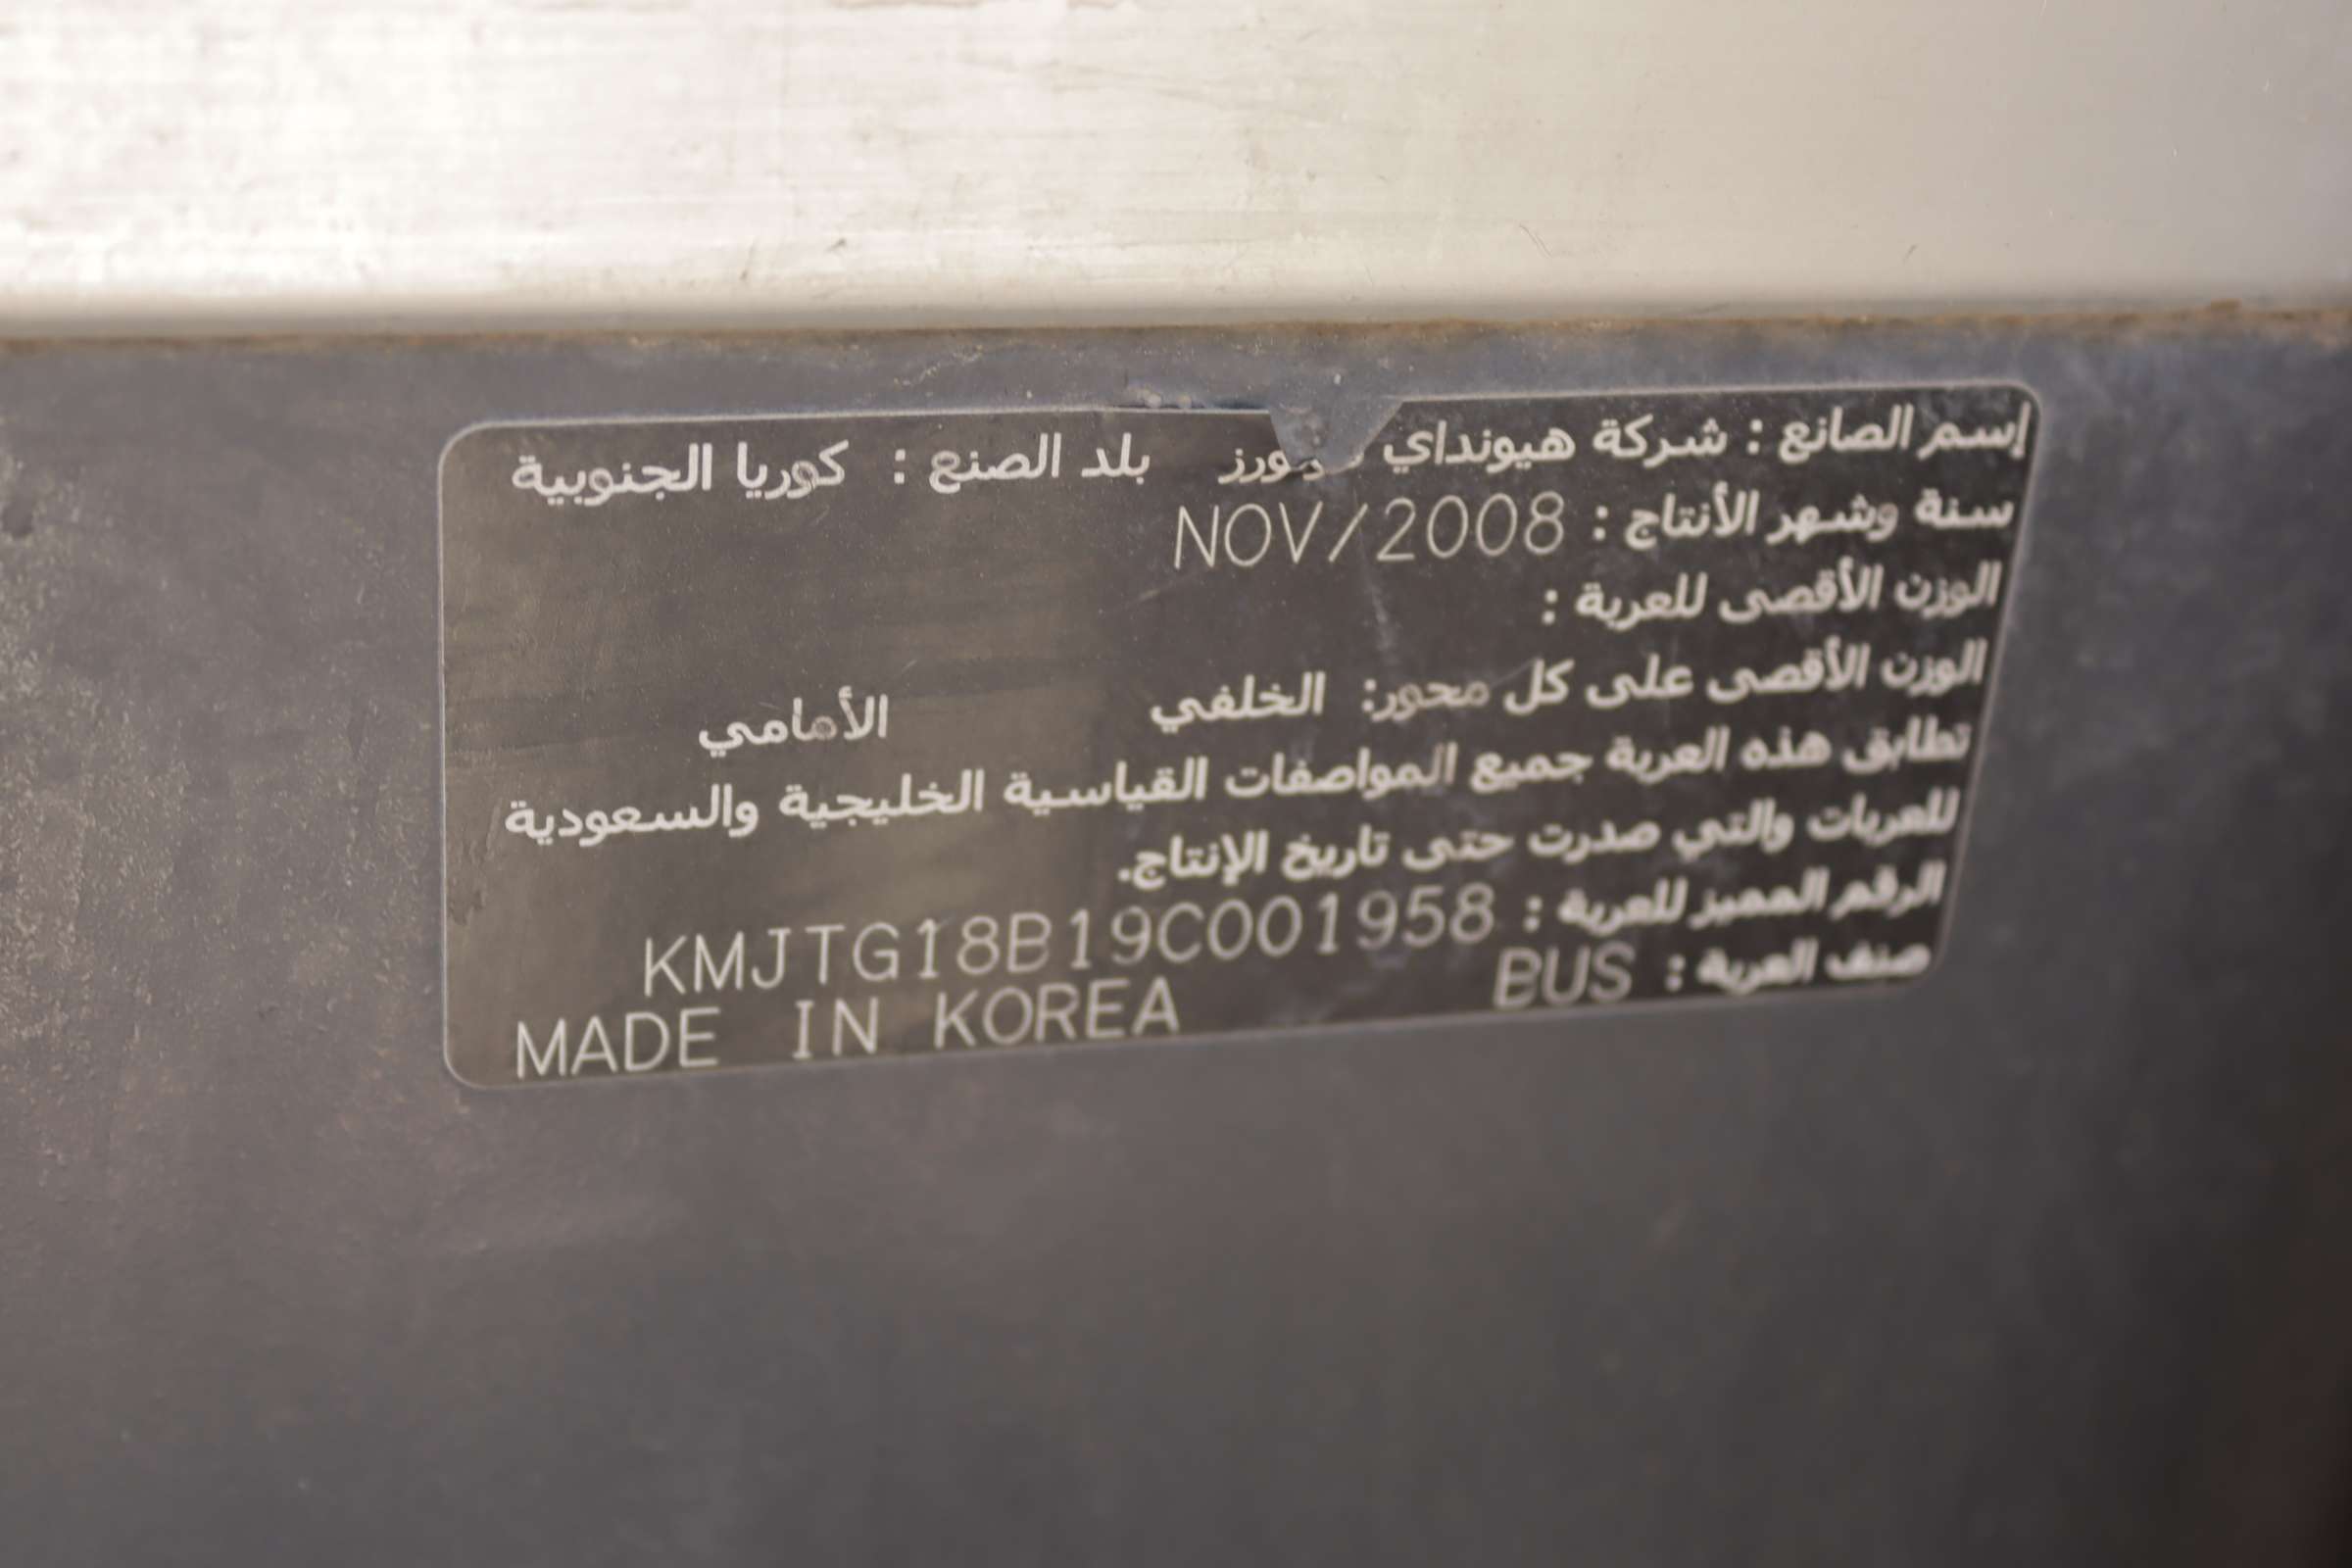 إسم الصانع : شركة هيونداي ورز بلد الصنع : كوريا الجنوبية
سنة وشهر الأنتاج : NOV/2008
الوزن الأقصى للعربة :
الوزن الأقصى على كل محور: الخلفي الأمامي
تطابق هذه العربة جميع المواصفات القياسية الخليجية والسعودية
للعربات والتي صدرت حتى تاريخ الإنتاج.
الرقم المميز للعربة : KMJTG18B19C001958
صنف العربة : BUS MADE IN KOREA